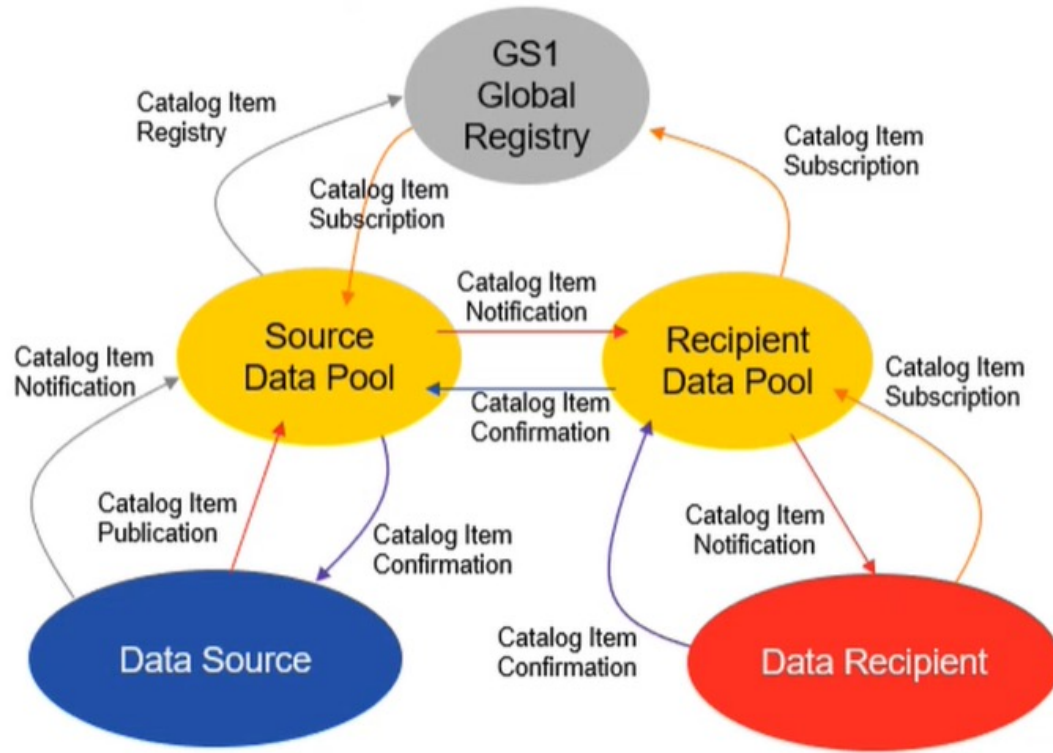 GS1
Global
Registry
Catalog Item
Registry
Catalog Item
Subscription
Catalog Item
Subscription
Catalog Item
Notification
Source
Data Pool
Recipient
Data Pool
Catalog Item
Notification
Catalog Item
Subscription
Catalog Item
Confirmation
Catalog Item
Publication
Catalog Item
Confirmation
Catalog Item
Notification
Catalog Item
Confirmation
Data Source
Data Recipient